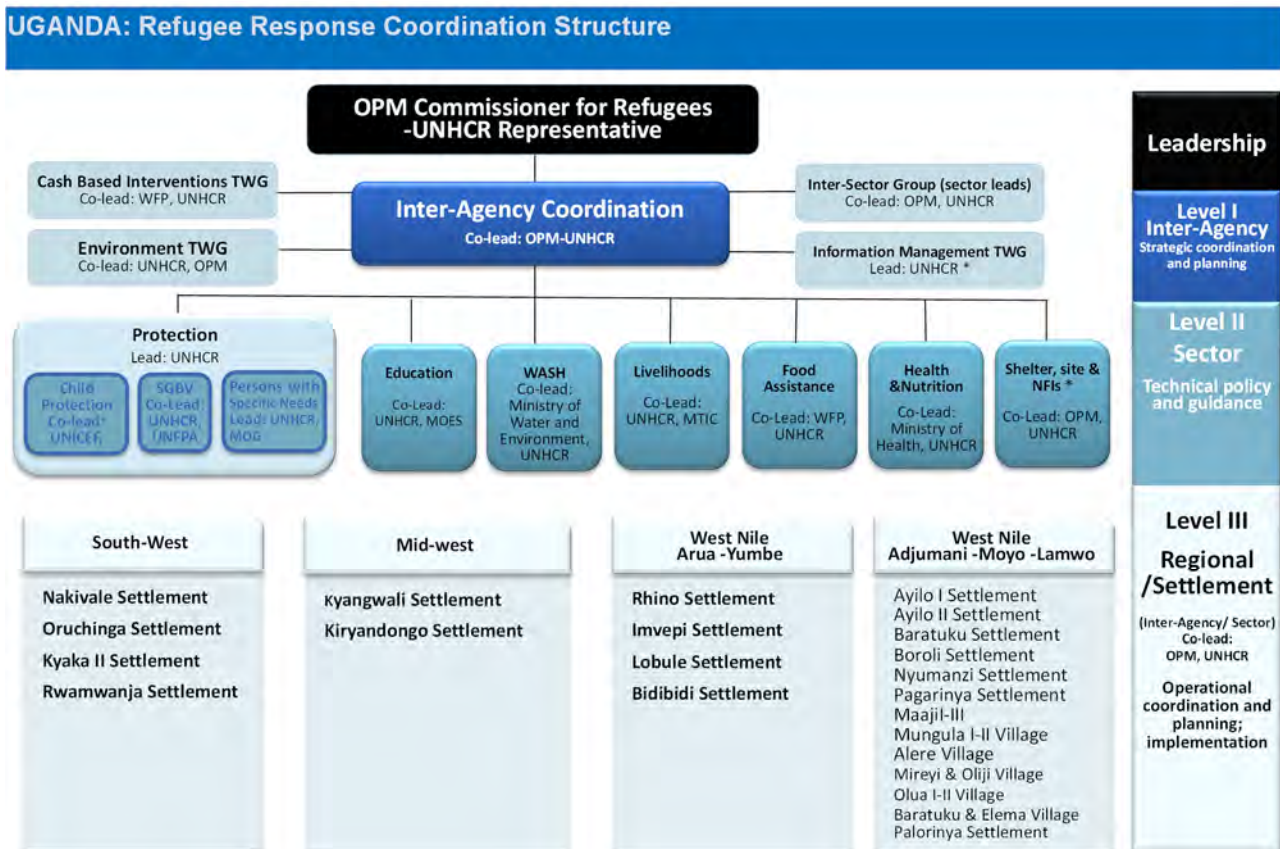 UGANDA: Refugee Response Coordination Structure
OPM Commissioner for Refugees
-UNHCR Representative
Leadership
Cash Based Interventions TWG
Co-lead: WFP, UNHCR
Inter-Agency Coordination
Co-lead: OPM-UNHCR
Inter-Sector Group (sector leads)
Co-lead: OPM, UNHCR
Environment TWG
Co-lead: UNHCR, OPM
Information Management TWG
Lead: UNHCR *
Level I
Inter-Agency
Strategic coordination
and planning
Protection
Lead: UNHCR
Child
Protection
Co-lead*
UNICEF,
SGBV
Co-Lead:
UNHCR,
UNFPA
Persons with
Specific Needs
Lead: UNHCR,
MOG
Education
Co-Lead:
UNHCR, MOES
WASH
Co-lead:
Ministry of
Water and
Environment,
UNHCR
Livelihoods
Co-Lead:
UNHCR, MTIC
Food
Assistance
Co-Lead: WFP,
UNHCR
Health
&Nutrition
Co-Lead:
Ministry of
Health, UNHCR
Shelter, site &
NFIs *
Co-Lead: OPM,
UNHCR
Level II
Sector
Technical policy
and guidance
South-West
Nakivale Settlement
Oruchinga Settlement
Kyaka II Settlement
Rwamwanja Settlement
Mid-west
Kyangwali Settlement
Kiryandongo Settlement
West Nile
Arua -Yumbe
Rhino Settlement
Imvepi Settlement
Lobule Settlement
Bidibidi Settlement
West Nile
Adjumani -Moyo -Lamwo
Ayilo I Settlement
Ayilo II Settlement
Baratuku Settlement
Boroli Settlement
Nyumanzi Settlement
Pagarinya Settlement
MaajiI-III
Mungula I-II Village
Alere Village
Mireyi & Oliji Village
Olua I-II Village
Baratuku & Elema Village
Palorinya Settlement
Level III
Regional
/Settlement
(Inter-Agency/ Sector)
Co-lead:
OPM, UNHCR
Operational
coordination and
planning;
implementation